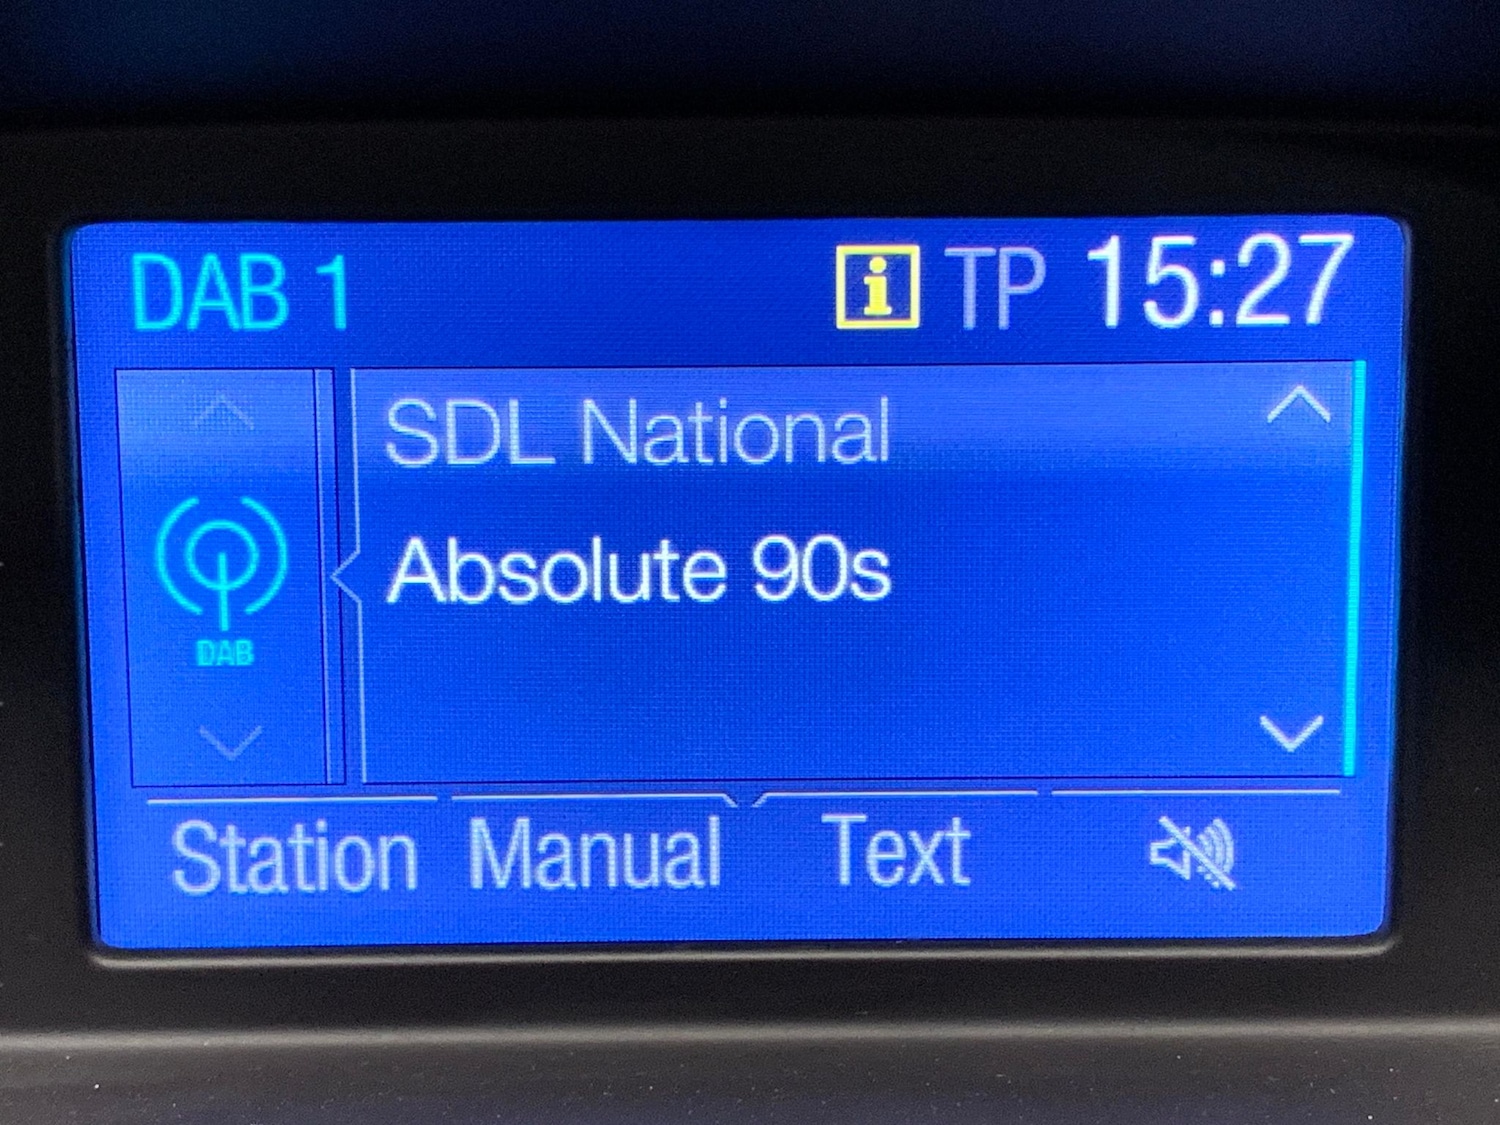 DAB 1 i TP 15:27
SDL National
Absolute 90s
DAB
Station Manual Text